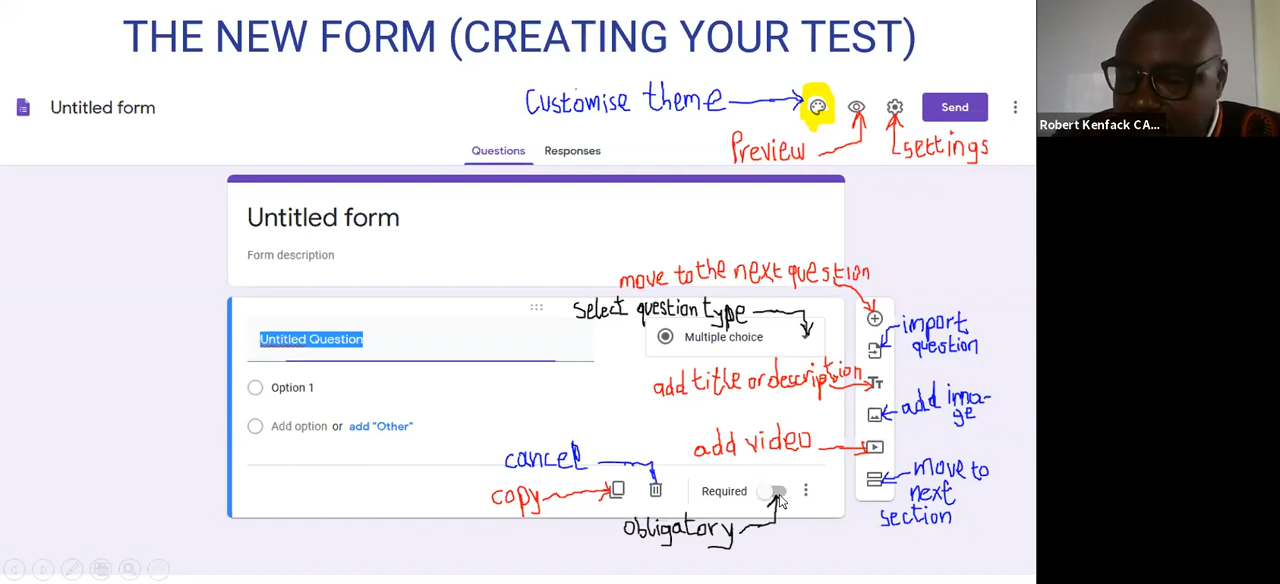 THE NEW FORM (CREATING YOUR TEST)
Untitled form
Customise theme
Send
Preview
settings
Robert Kenfack CA...
Questions
Responses
Untitled form
Form description
move to the next question
select question type
Untitled Question
Multiple choice
import
question
Option 1
add title or description
add ima-
ge
Add option or add "Other"
add video
cancel
move to
next
section
copy
Required
obligatory